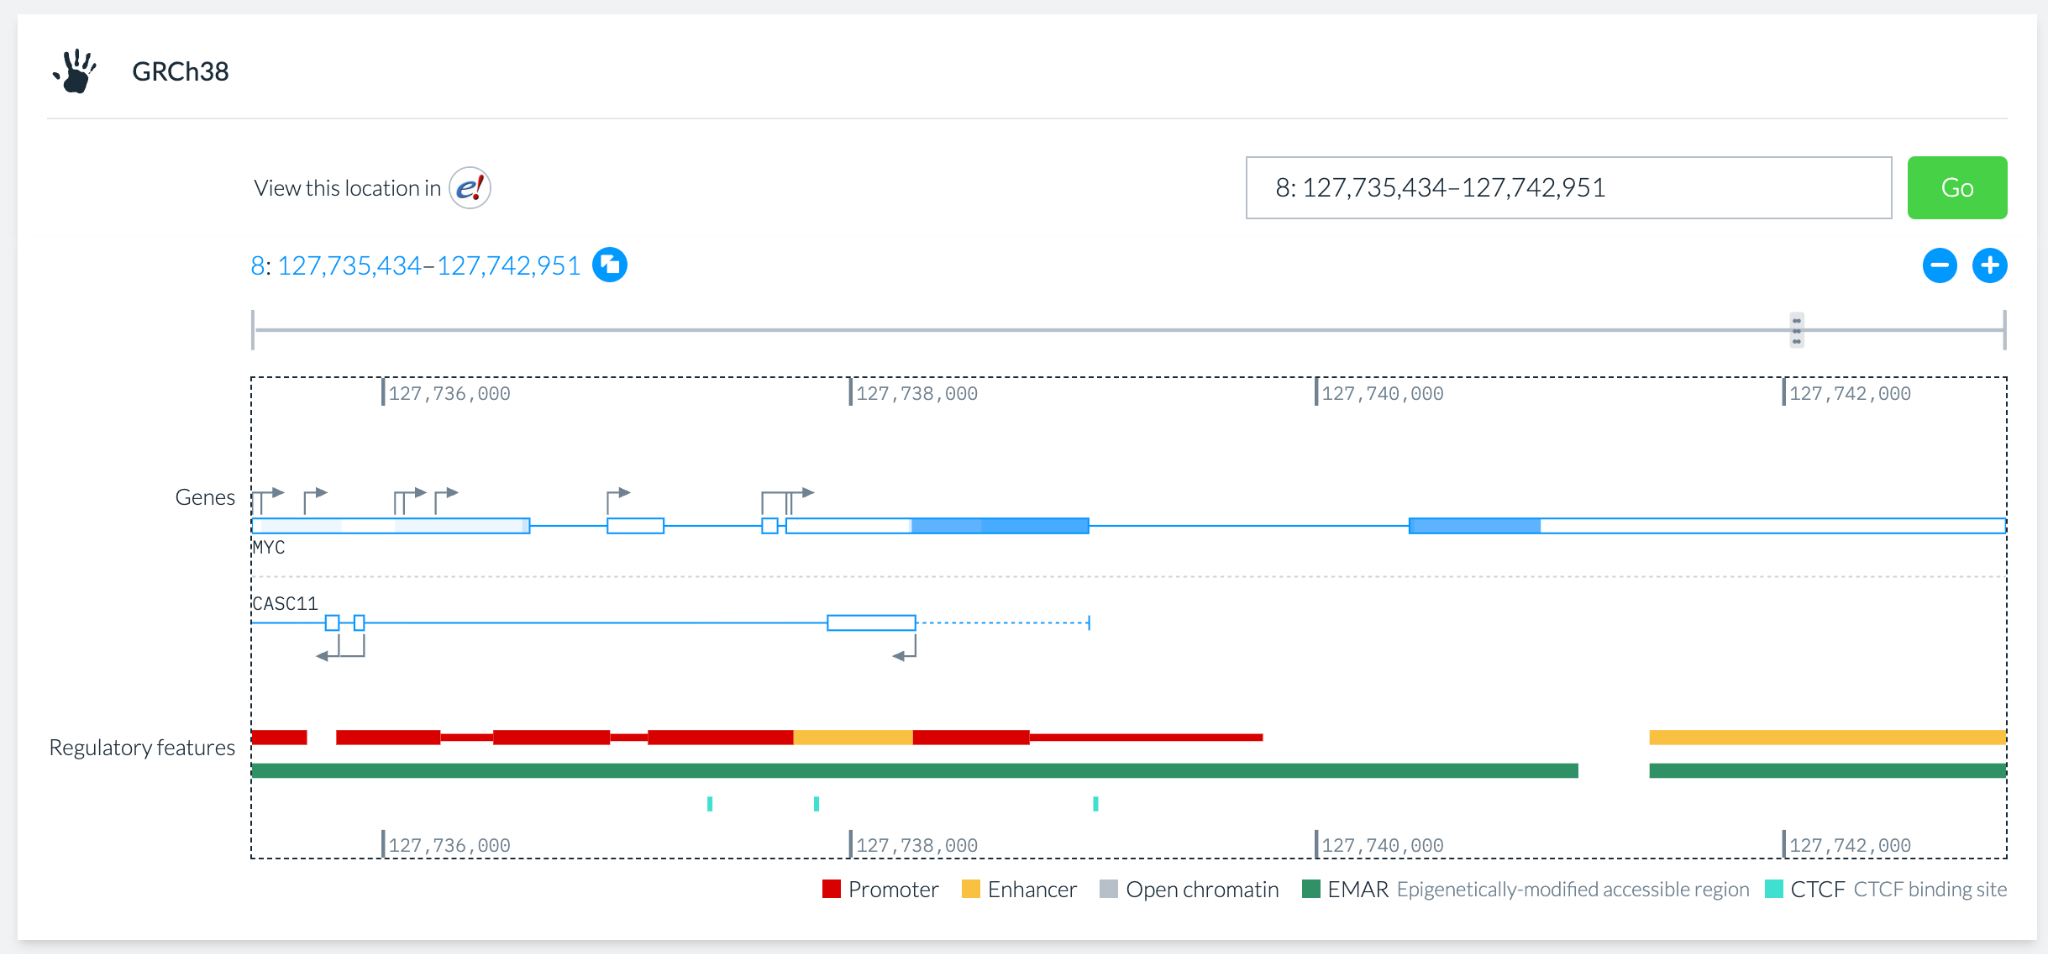 GRCh38
View this location in e!
8: 127,735,434–127,742,951
Go
8: 127,735,434–127,742,951
127,736,000 127,738,000 127,740,000 127,742,000
Genes
MYC
CASC11
Regulatory features
127,736,000 127,738,000 127,740,000 127,742,000
Promoter Enhancer Open chromatin EMAR Epigenetically-modified accessible region CTCF CTCF binding site